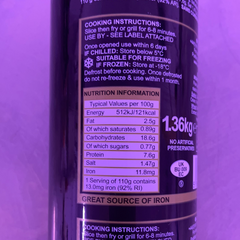 COOKING INSTRUCTIONS:
Slice then fry or grill for 6-8 minutes.
USE BY - SEE LABEL ATTACHED
Once opened use within 6 days
IF CHILLED: Store below 5°C
SUITABLE FOR FREEZING
IF FROZEN: Store at -18°C
Defrost before cooking. Once defrosted
do not re-freeze & use within 1 month.
NUTRITION INFORMATION
Typical Values per 100g
Energy 512kJ/121kcal
Fat 2.5g
Of which saturates 0.89g
Carbohydrates 16.6g
Of which sugars 0.77g
Protein 7.6g
Salt 1.47g
Iron 11.8mg
1 Serving of 110g contains
13.0mg iron (92% RI)
1.36kg
NO ARTIFICIAL
PRESERVATIVES
UK
GREAT SOURCE OF IRON
COOKING INSTRUCTIONS:
Slice then fry or grill for 6-8 minutes.